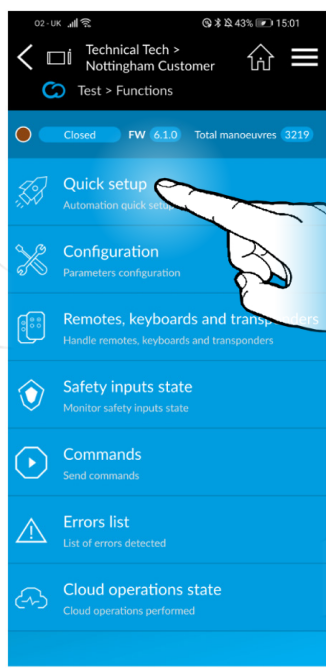 O2-UK 43% 15:01
Technical Tech >
Nottingham Customer
Test > Functions
Closed FW 6.1.0 Total manoeuvres 3219
Quick setup
Automation quick setup
Configuration
Parameters configuration
Remotes, keyboards and transponders
Handle remotes, keyboards and transponders
Safety inputs state
Monitor safety inputs state
Commands
Send commands
Errors list
List of errors detected
Cloud operations state
Cloud operations performed